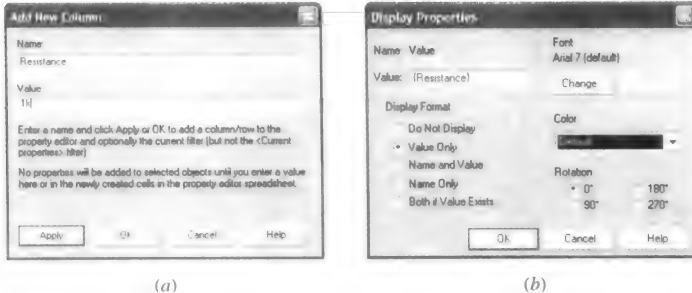 Add New Column
Name
Resistance
Value
1k
Enter a name and click Apply or OK to add a column/row to the
property editor and optionally the current filter (but not the <Current
properties> filter)
No properties will be added to selected objects until you enter a value
here or in the newly created cells in the property editor spreadsheet.
Apply OK Cancel Help
(a)
Display Properties
Name: Value
Value: {Resistance}
Display Format
Do Not Display
Value Only
Name and Value
Name Only
Both if Value Exists
Font
Arial 7 (default)
Change
Color
Default
Rotation
0° 180°
90° 270°
OK Cancel Help
(b)